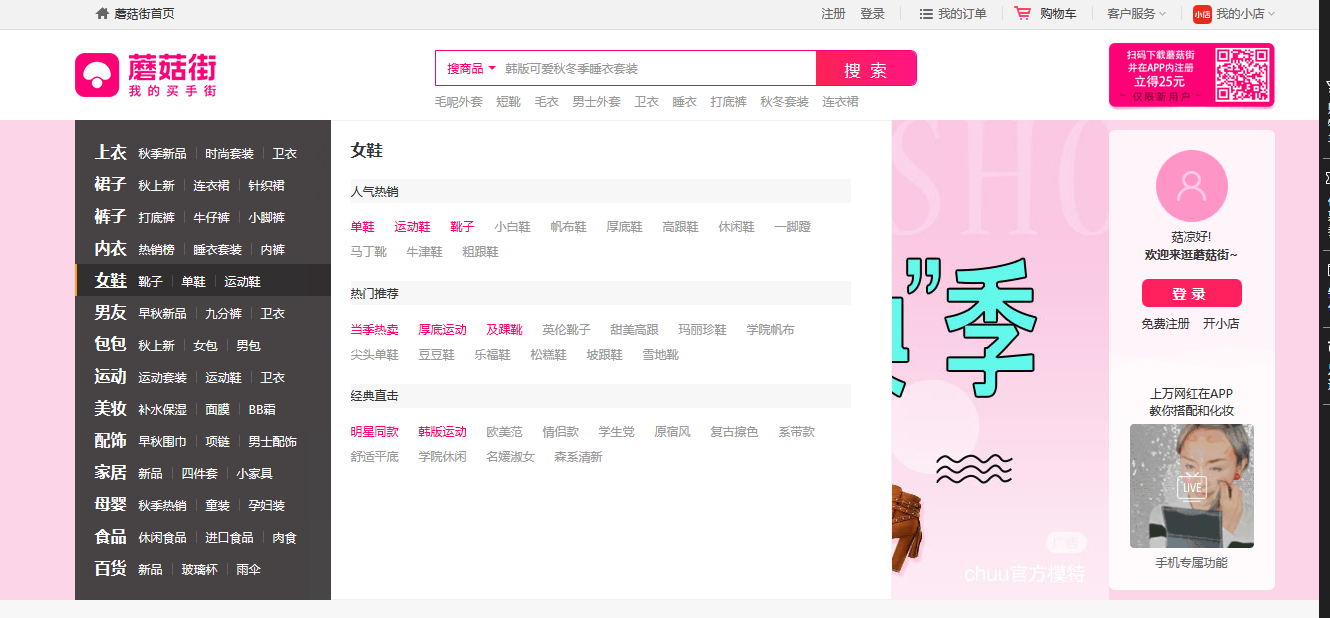 蘑菇街首页
注册 登录 我的订单 购物车 客户服务 小店 我的小店
蘑菇街
我的买手街
搜商品 韩版可爱秋冬季睡衣套装 搜 索
毛呢外套 短靴 毛衣 男士外套 卫衣 睡衣 打底裤 秋冬套装 连衣裙
扫码下载蘑菇街
并在APP内注册
立得25元
仅限新用户
上衣 秋季新品 时尚套装 卫衣
裙子 秋上新 连衣裙 针织裙
裤子 打底裤 牛仔裤 小脚裤
内衣 热销榜 睡衣套装 内裤
女鞋 靴子 单鞋 运动鞋
男友 早秋新品 九分裤 卫衣
包包 秋上新 女包 男包
运动 运动套装 运动鞋 卫衣
美妆 补水保湿 面膜 BB霜
配饰 早秋围巾 项链 男士配饰
家居 新品 四件套 小家具
母婴 秋季热销 童装 孕妇装
食品 休闲食品 进口食品 肉食
百货 新品 玻璃杯 雨伞
女鞋
人气热销
单鞋 运动鞋 靴子 小白鞋 帆布鞋 厚底鞋 高跟鞋 休闲鞋 一脚蹬
马丁靴 牛津鞋 粗跟鞋
热门推荐
当季热卖 厚底运动 及踝靴 英伦靴子 甜美高跟 玛丽珍鞋 学院帆布
尖头单鞋 豆豆鞋 乐福鞋 松糕鞋 坡跟鞋 雪地靴
经典直击
明星同款 韩版运动 欧美范 情侣款 学生党 原宿风 复古擦色 系带款
舒适平底 学院休闲 名媛淑女 森系清新
SHO
”季
广告
chuu官方模特
菇凉好!
欢迎来逛蘑菇街~
登 录
免费注册 开小店
上万网红在APP
教你搭配和化妆
LIVE
手机专属功能